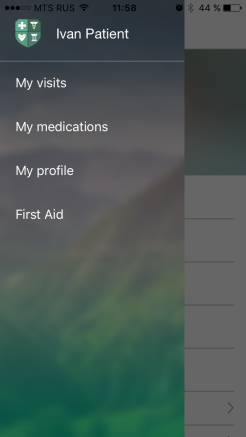 MTS RUS 11:58 44 %
Ivan Patient
My visits
My medications
My profile
First Aid